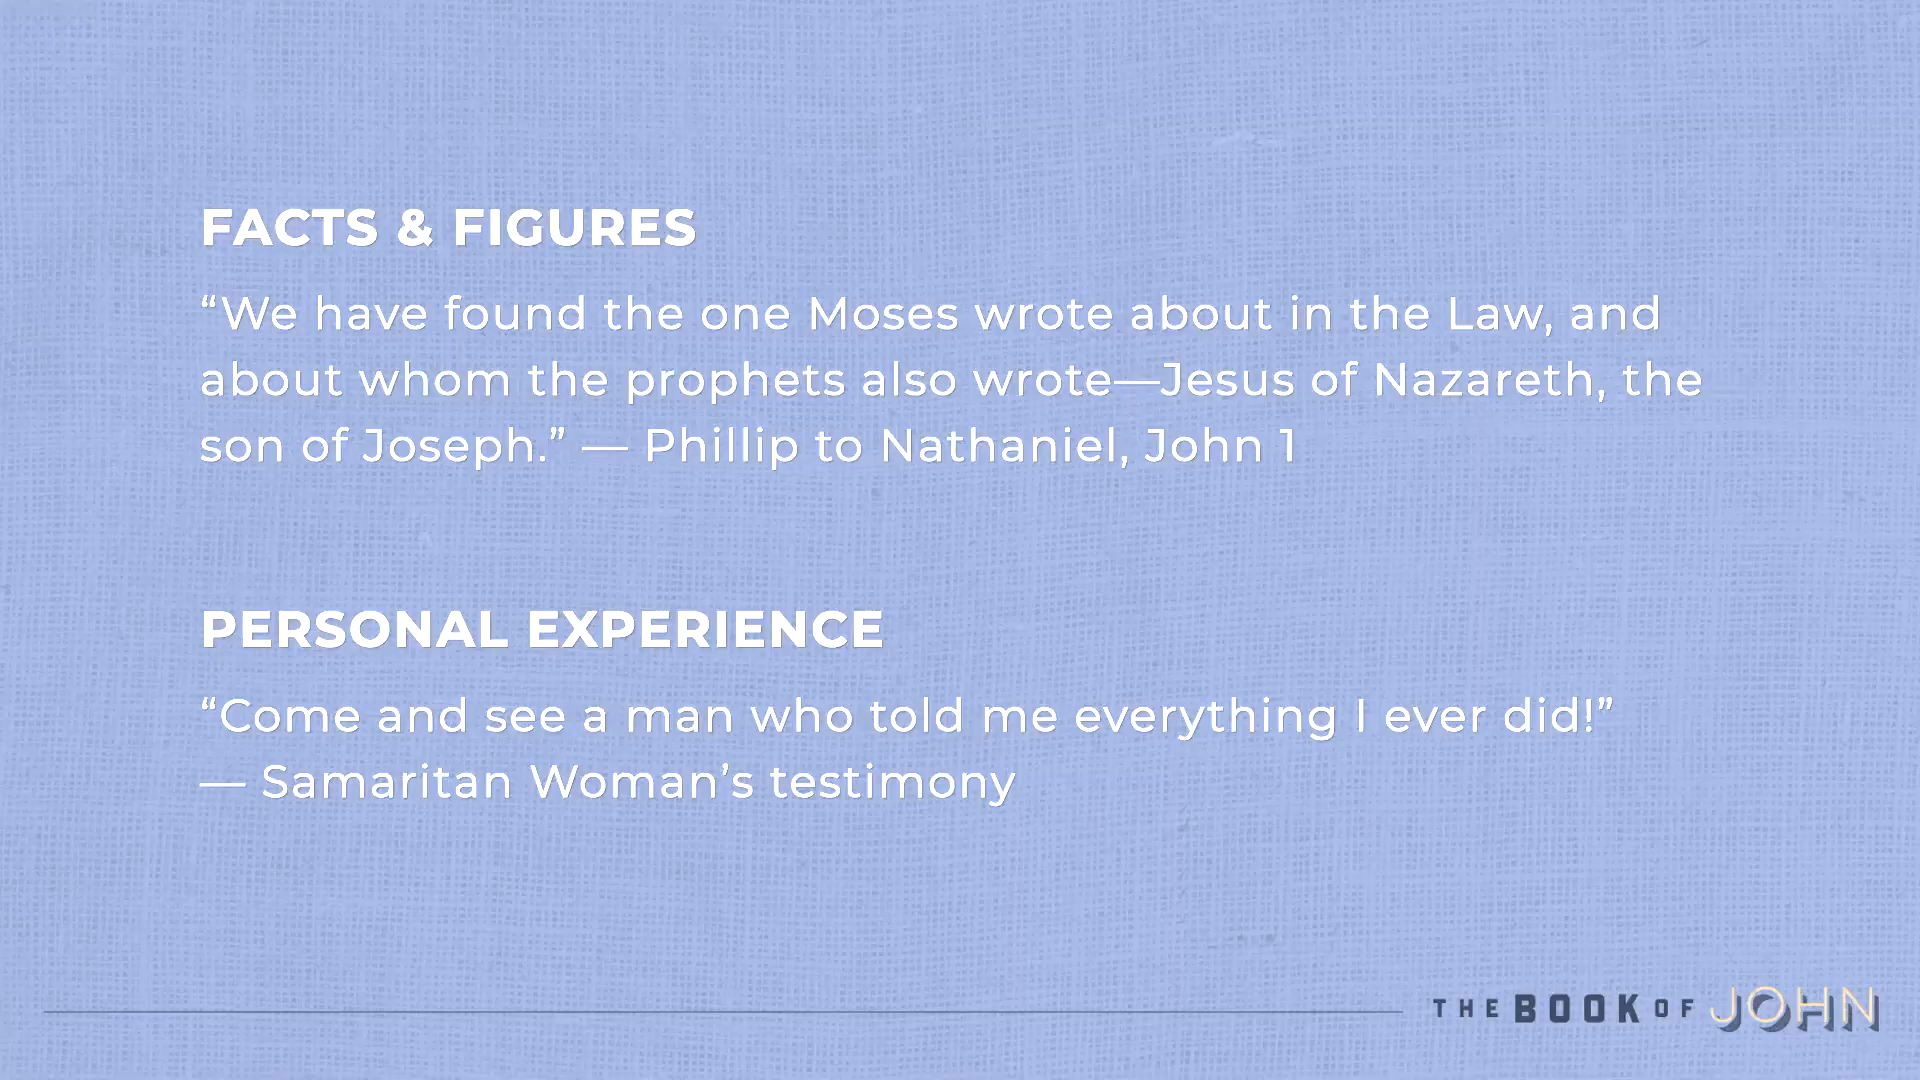 FACTS & FIGURES
“We have found the one Moses wrote about in the Law, and
about whom the prophets also wrote—Jesus of Nazareth, the
son of Joseph.” — Phillip to Nathaniel, John 1
PERSONAL EXPERIENCE
“Come and see a man who told me everything I ever did!”
— Samaritan Woman’s testimony
THE BOOK OF JOHN